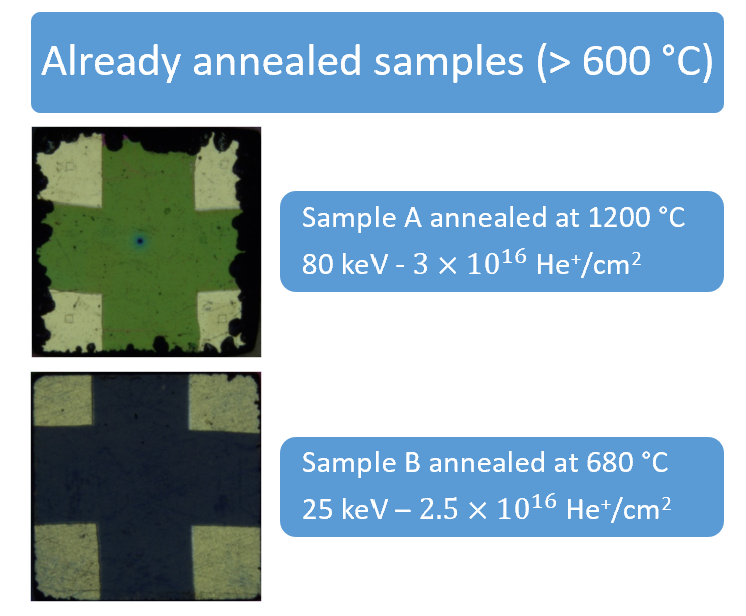 Already annealed samples (> 600 °C)
Sample A annealed at 1200 °C
80 keV - 3 × 10¹⁶ He⁺/cm²
Sample B annealed at 680 °C
25 keV – 2.5 × 10¹⁶ He⁺/cm²